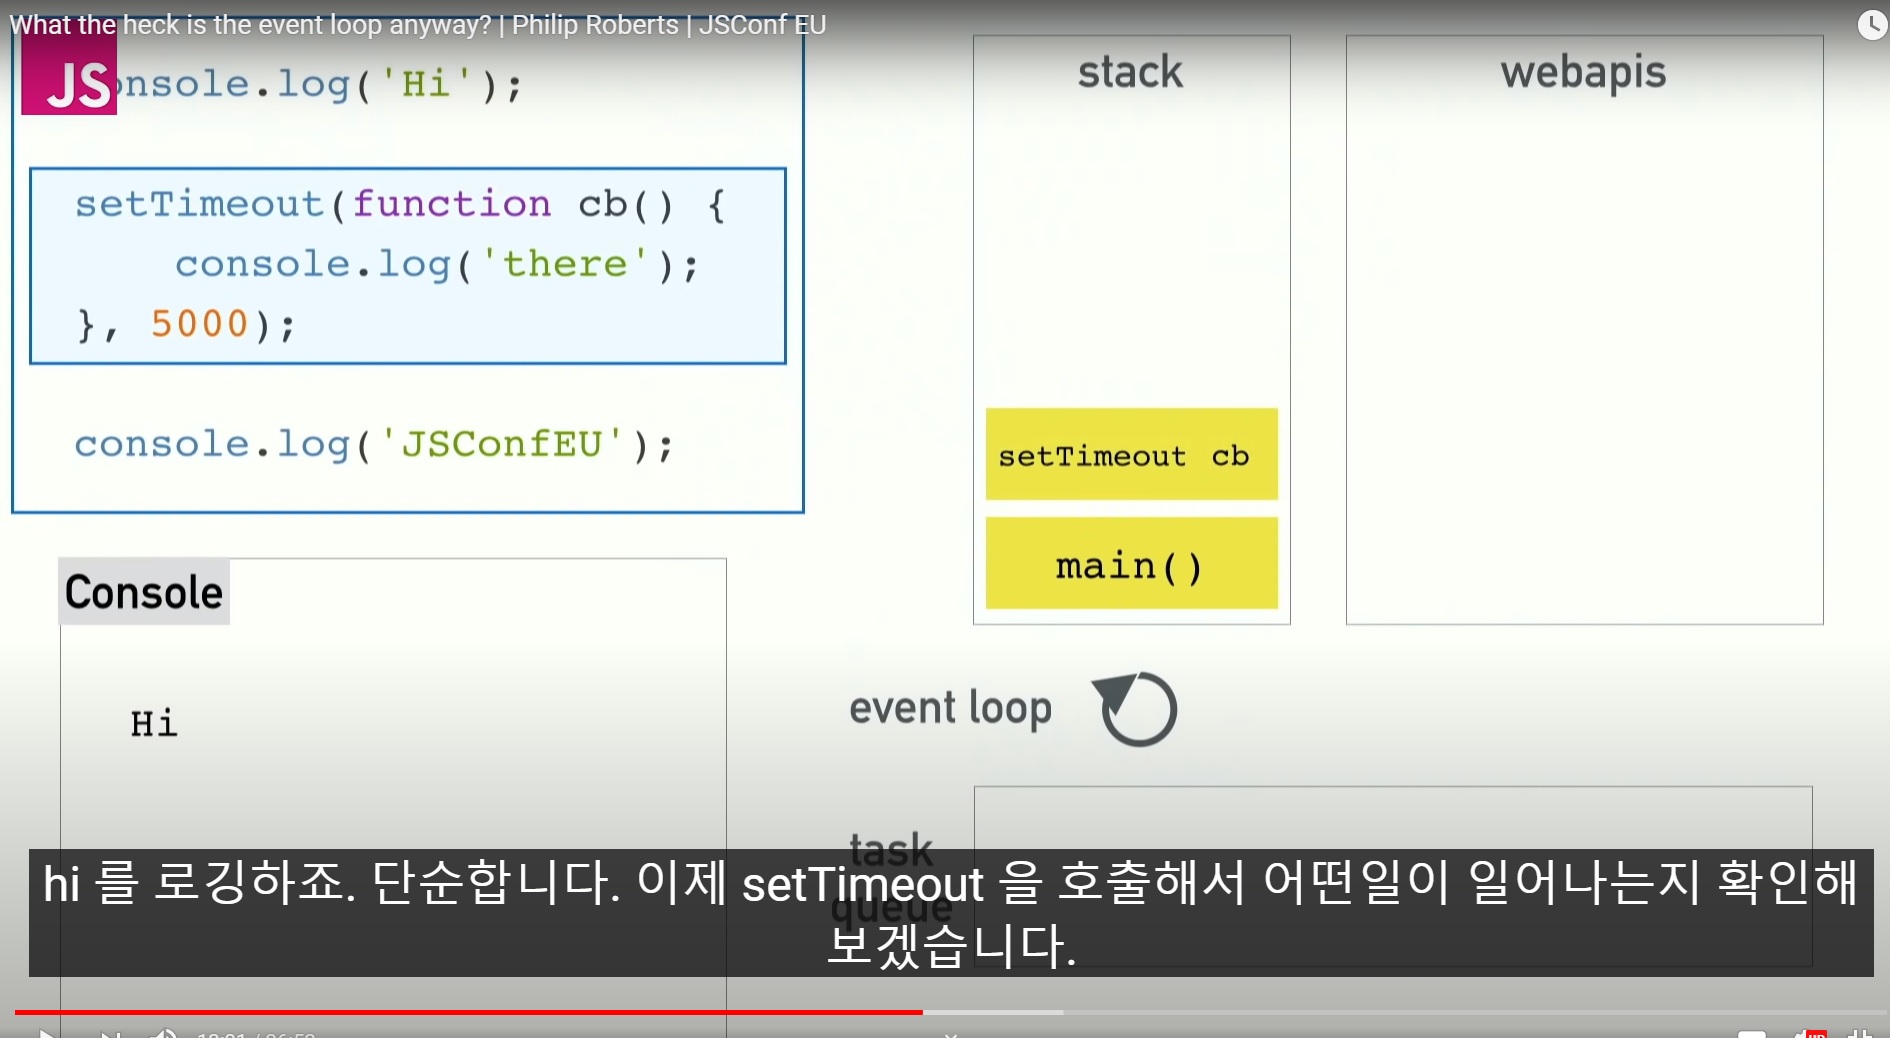 What the heck is the event loop anyway? | Philip Roberts | JSConf EU
JS
onsole.log('Hi');
setTimeout(function cb() {
console.log('there');
}, 5000);
console.log('JSConfEU');
stack
webapis
setTimeout cb
main()
Console
Hi
event loop
task
queue
hi 를 로깅하죠. 단순합니다. 이제 setTimeout 을 호출해서 어떤일이 일어나는지 확인해
보겠습니다.
HD